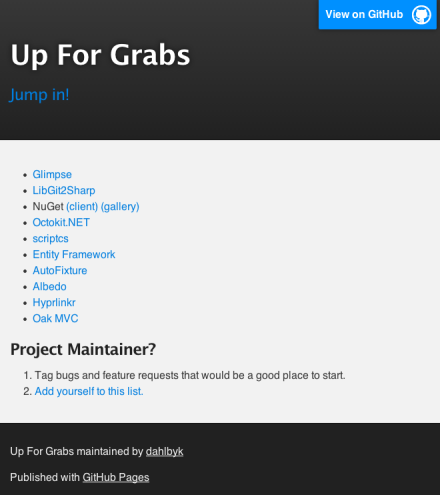 View on GitHub
Up For Grabs
Jump in!
• Glimpse
• LibGit2Sharp
• NuGet (client) (gallery)
• Octokit.NET
• scriptcs
• Entity Framework
• AutoFixture
• Albedo
• Hyprlinkr
• Oak MVC
Project Maintainer?
1. Tag bugs and feature requests that would be a good place to start.
2. Add yourself to this list.
Up For Grabs maintained by dahlbyk
Published with GitHub Pages